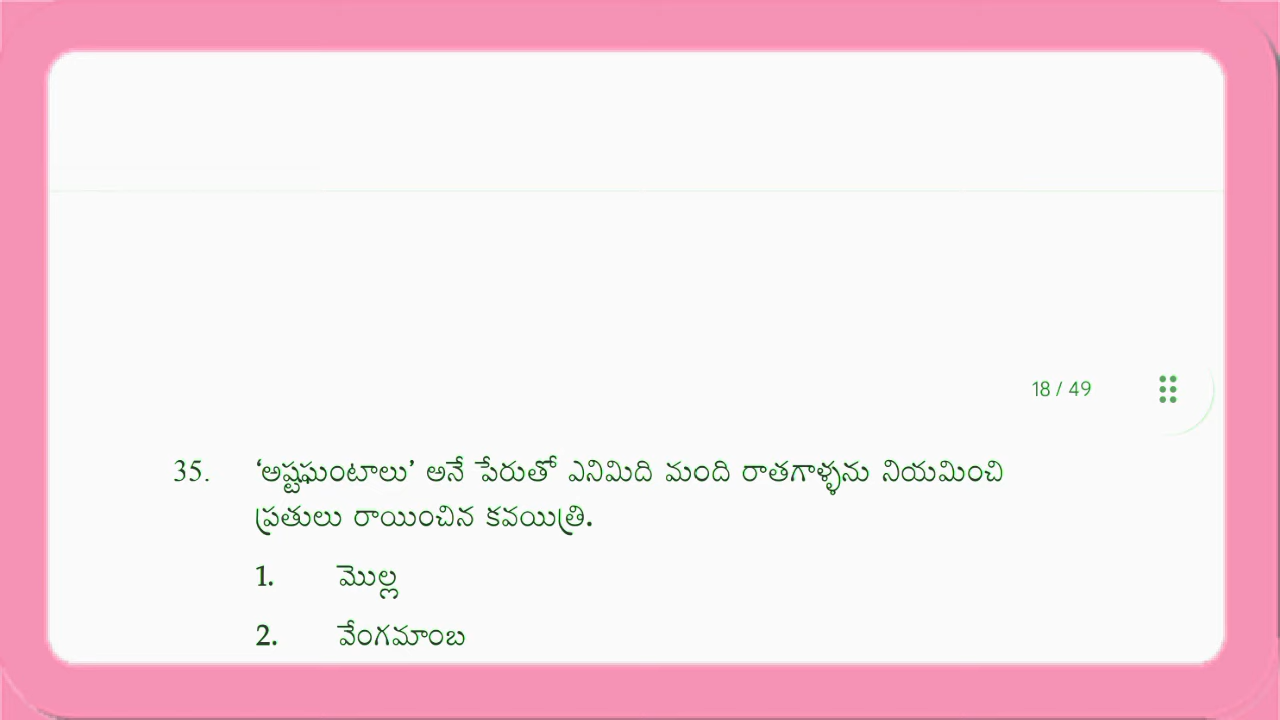 18 / 49
35. ‘అష్టఘంటాలు’ అనే పేరుతో ఎనిమిది మంది రాతగాళ్ళను నియమించి
ప్రతులు రాయించిన కవయిత్రి.
1. మొల్ల
2. వేంగమాంబ